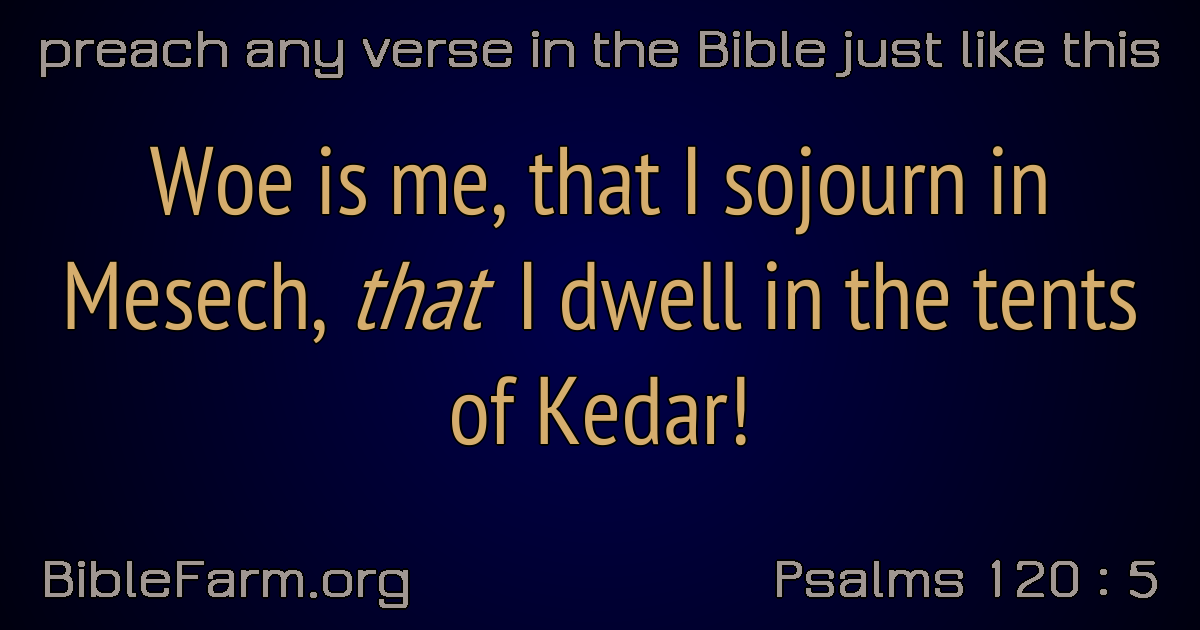 preach any verse in the Bible just like this
Woe is me, that I sojourn in
Mesech, that I dwell in the tents
of Kedar!
BibleFarm.org
Psalms 120 : 5